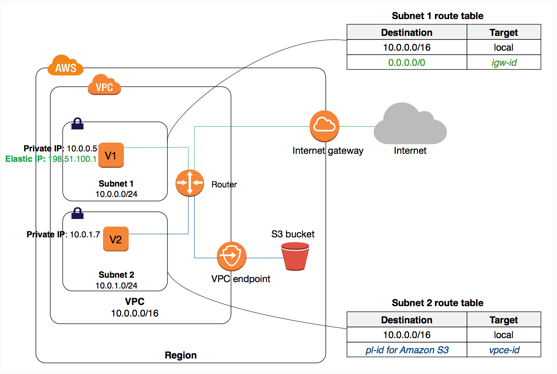 Subnet 1 route table
Destination Target
10.0.0.0/16 local
0.0.0.0/0 igw-id
AWS
VPC
Private IP: 10.0.0.5
Elastic IP: 198.51.100.1
V1
Subnet 1
10.0.0.0/24
Router
Internet gateway
Internet
Private IP: 10.0.1.7
V2
Subnet 2
10.0.1.0/24
S3 bucket
VPC endpoint
VPC
10.0.0.0/16
Region
Subnet 2 route table
Destination Target
10.0.0.0/16 local
pl-id for Amazon S3 vpce-id